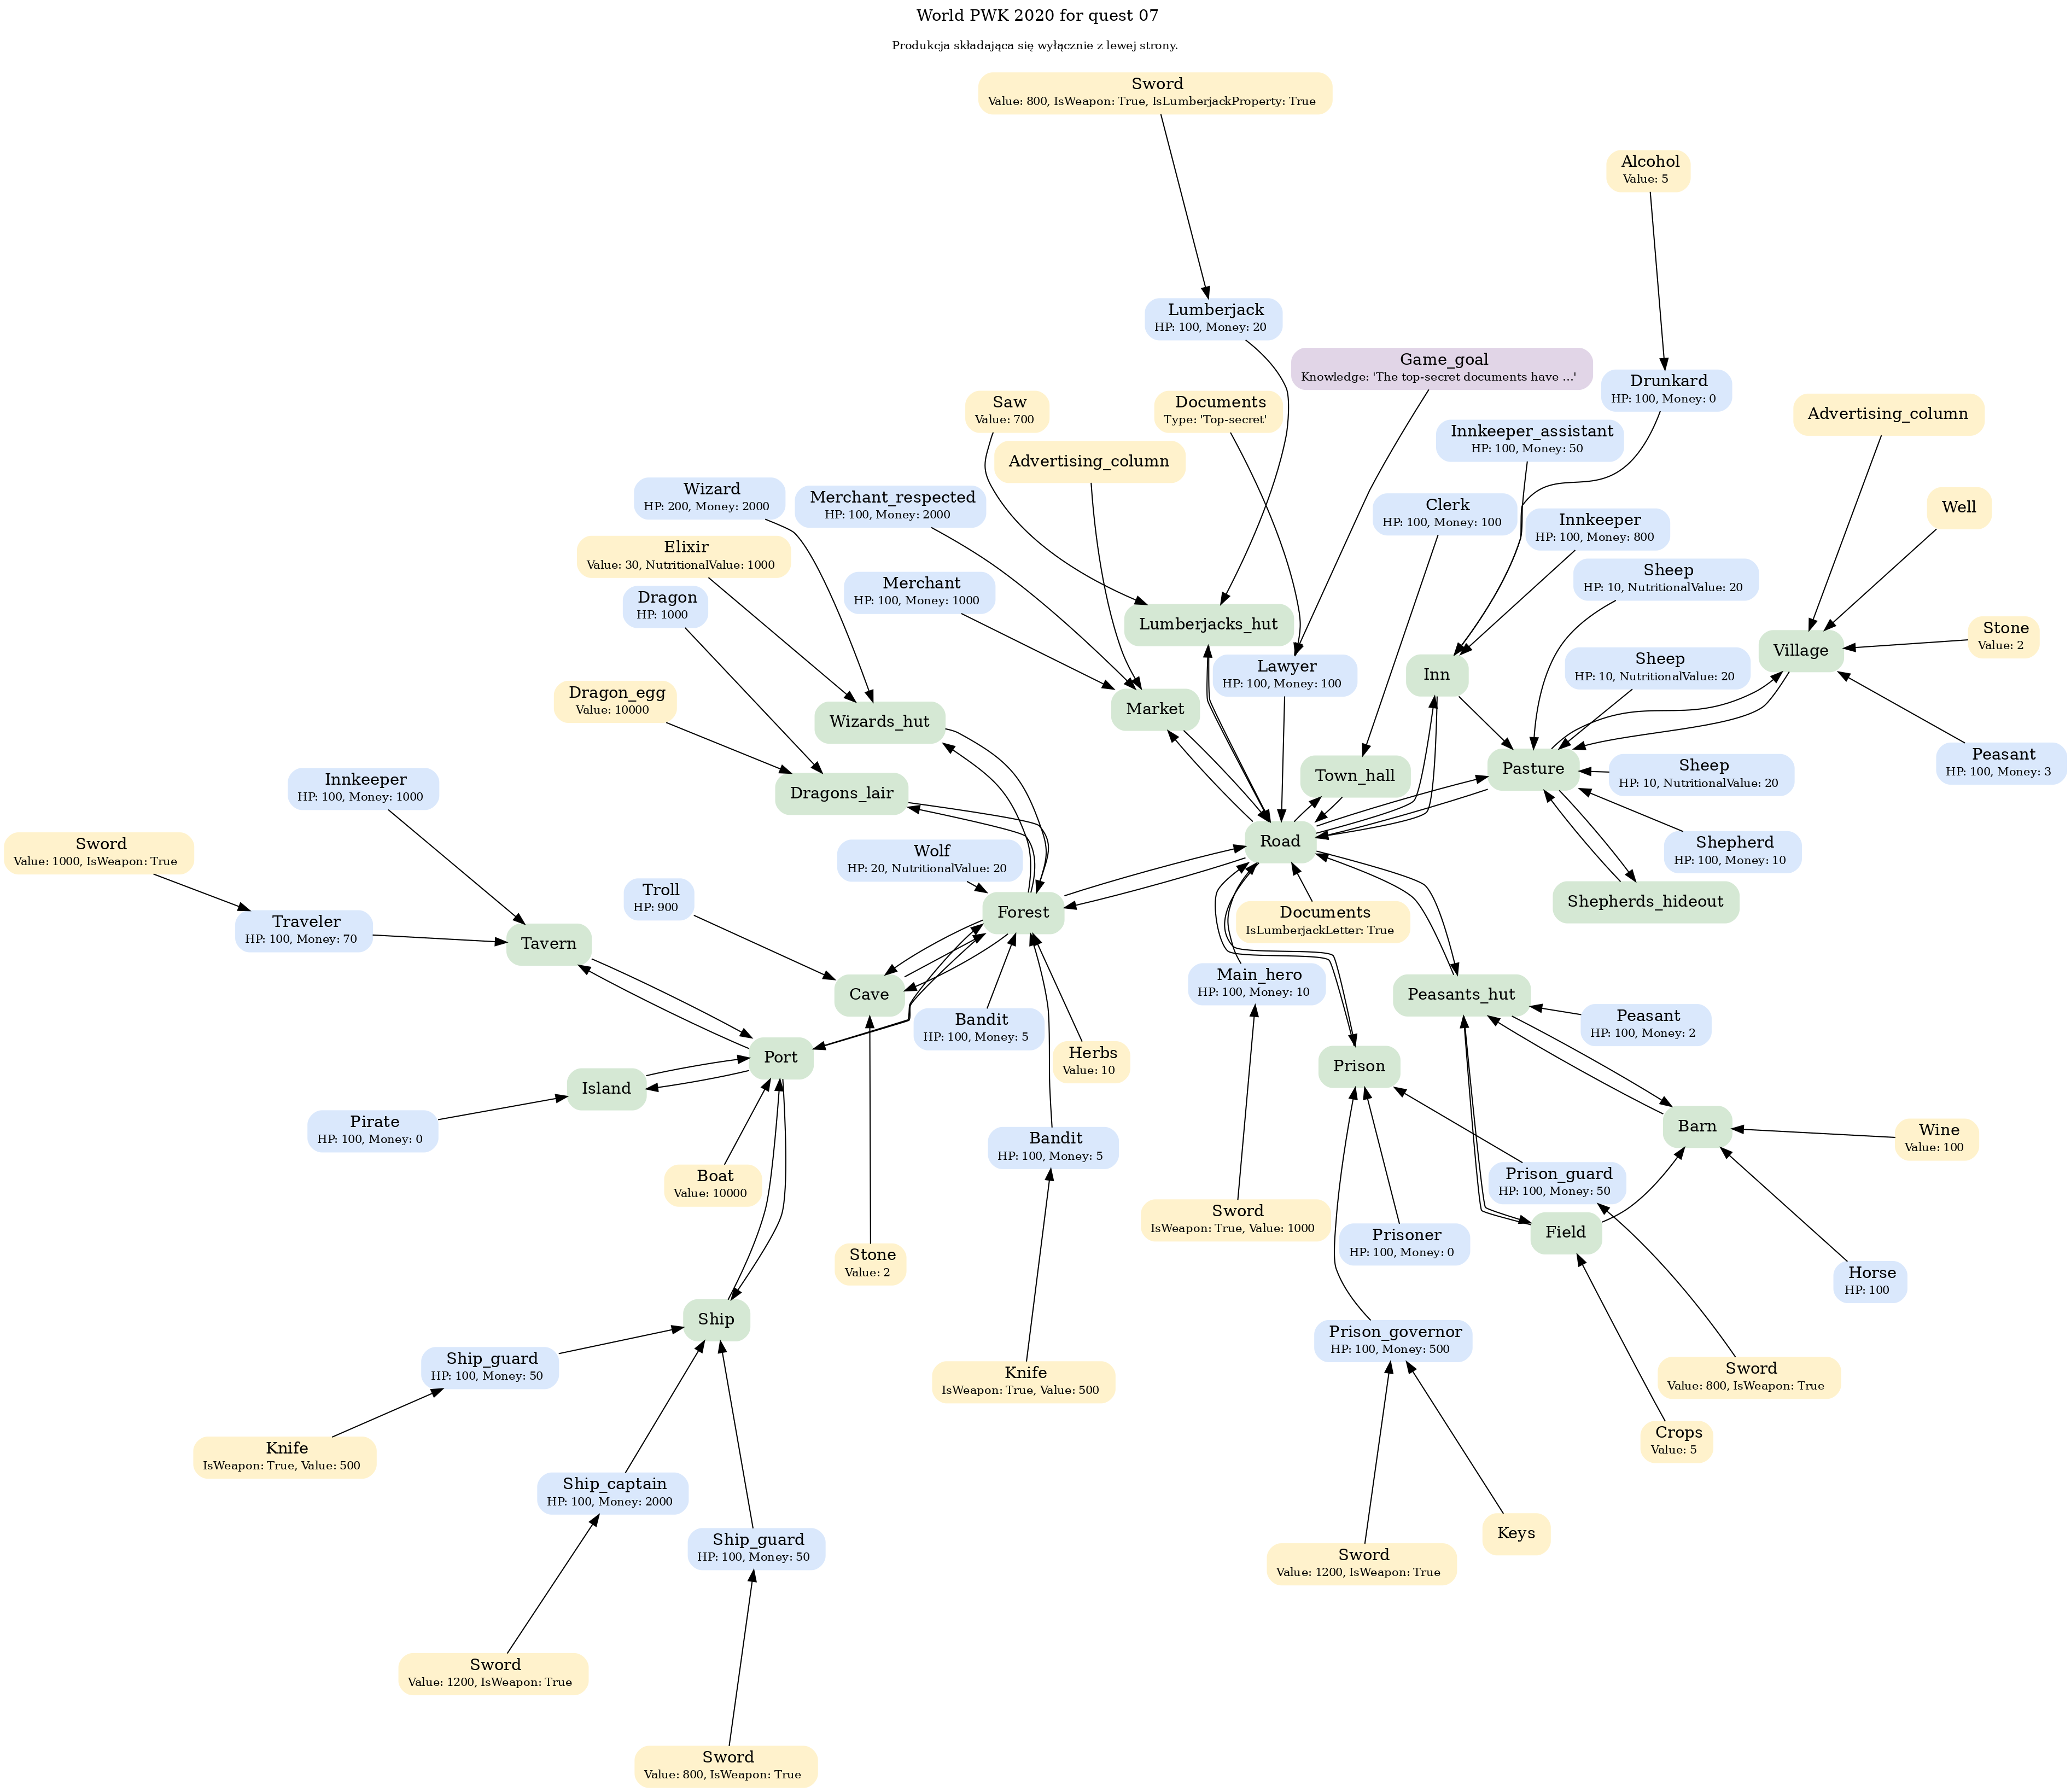 World PWK 2020 for quest 07
Produkcja składająca się wyłącznie z lewej strony.
Sword
Value: 800, IsWeapon: True, IsLumberjackProperty: True
Alcohol
Value: 5
Lumberjack
HP: 100, Money: 20
Game_goal
Knowledge: 'The top-secret documents have ...'
Drunkard
HP: 100, Money: 0
Saw
Value: 700
Documents
Type: 'Top-secret'
Advertising_column
Innkeeper_assistant
HP: 100, Money: 50
Advertising_column
Wizard
HP: 200, Money: 2000
Merchant_respected
HP: 100, Money: 2000
Clerk
HP: 100, Money: 100
Well
Innkeeper
HP: 100, Money: 800
Elixir
Value: 30, NutritionalValue: 1000
Merchant
HP: 100, Money: 1000
Sheep
HP: 10, NutritionalValue: 20
Dragon
HP: 1000
Lumberjacks_hut
Stone
Value: 2
Village
Lawyer
HP: 100, Money: 100
Inn
Sheep
HP: 10, NutritionalValue: 20
Dragon_egg
Value: 10000
Market
Wizards_hut
Peasant
HP: 100, Money: 3
Town_hall
Pasture
Sheep
HP: 10, NutritionalValue: 20
Innkeeper
HP: 100, Money: 1000
Dragons_lair
Road
Sword
Value: 1000, IsWeapon: True
Wolf
HP: 20, NutritionalValue: 20
Shepherd
HP: 100, Money: 10
Troll
HP: 900
Forest
Shepherds_hideout
Documents
IsLumberjackLetter: True
Traveler
HP: 100, Money: 70
Tavern
Main_hero
HP: 100, Money: 10
Cave
Peasants_hut
Bandit
HP: 100, Money: 5
Peasant
HP: 100, Money: 2
Port
Herbs
Value: 10
Prison
Island
Pirate
HP: 100, Money: 0
Barn
Wine
Value: 100
Bandit
HP: 100, Money: 5
Boat
Value: 10000
Prison_guard
HP: 100, Money: 50
Sword
IsWeapon: True, Value: 1000
Field
Prisoner
HP: 100, Money: 0
Stone
Value: 2
Horse
HP: 100
Ship
Prison_governor
HP: 100, Money: 500
Ship_guard
HP: 100, Money: 50
Knife
IsWeapon: True, Value: 500
Sword
Value: 800, IsWeapon: True
Crops
Value: 5
Knife
IsWeapon: True, Value: 500
Ship_captain
HP: 100, Money: 2000
Keys
Ship_guard
HP: 100, Money: 50
Sword
Value: 1200, IsWeapon: True
Sword
Value: 1200, IsWeapon: True
Sword
Value: 800, IsWeapon: True